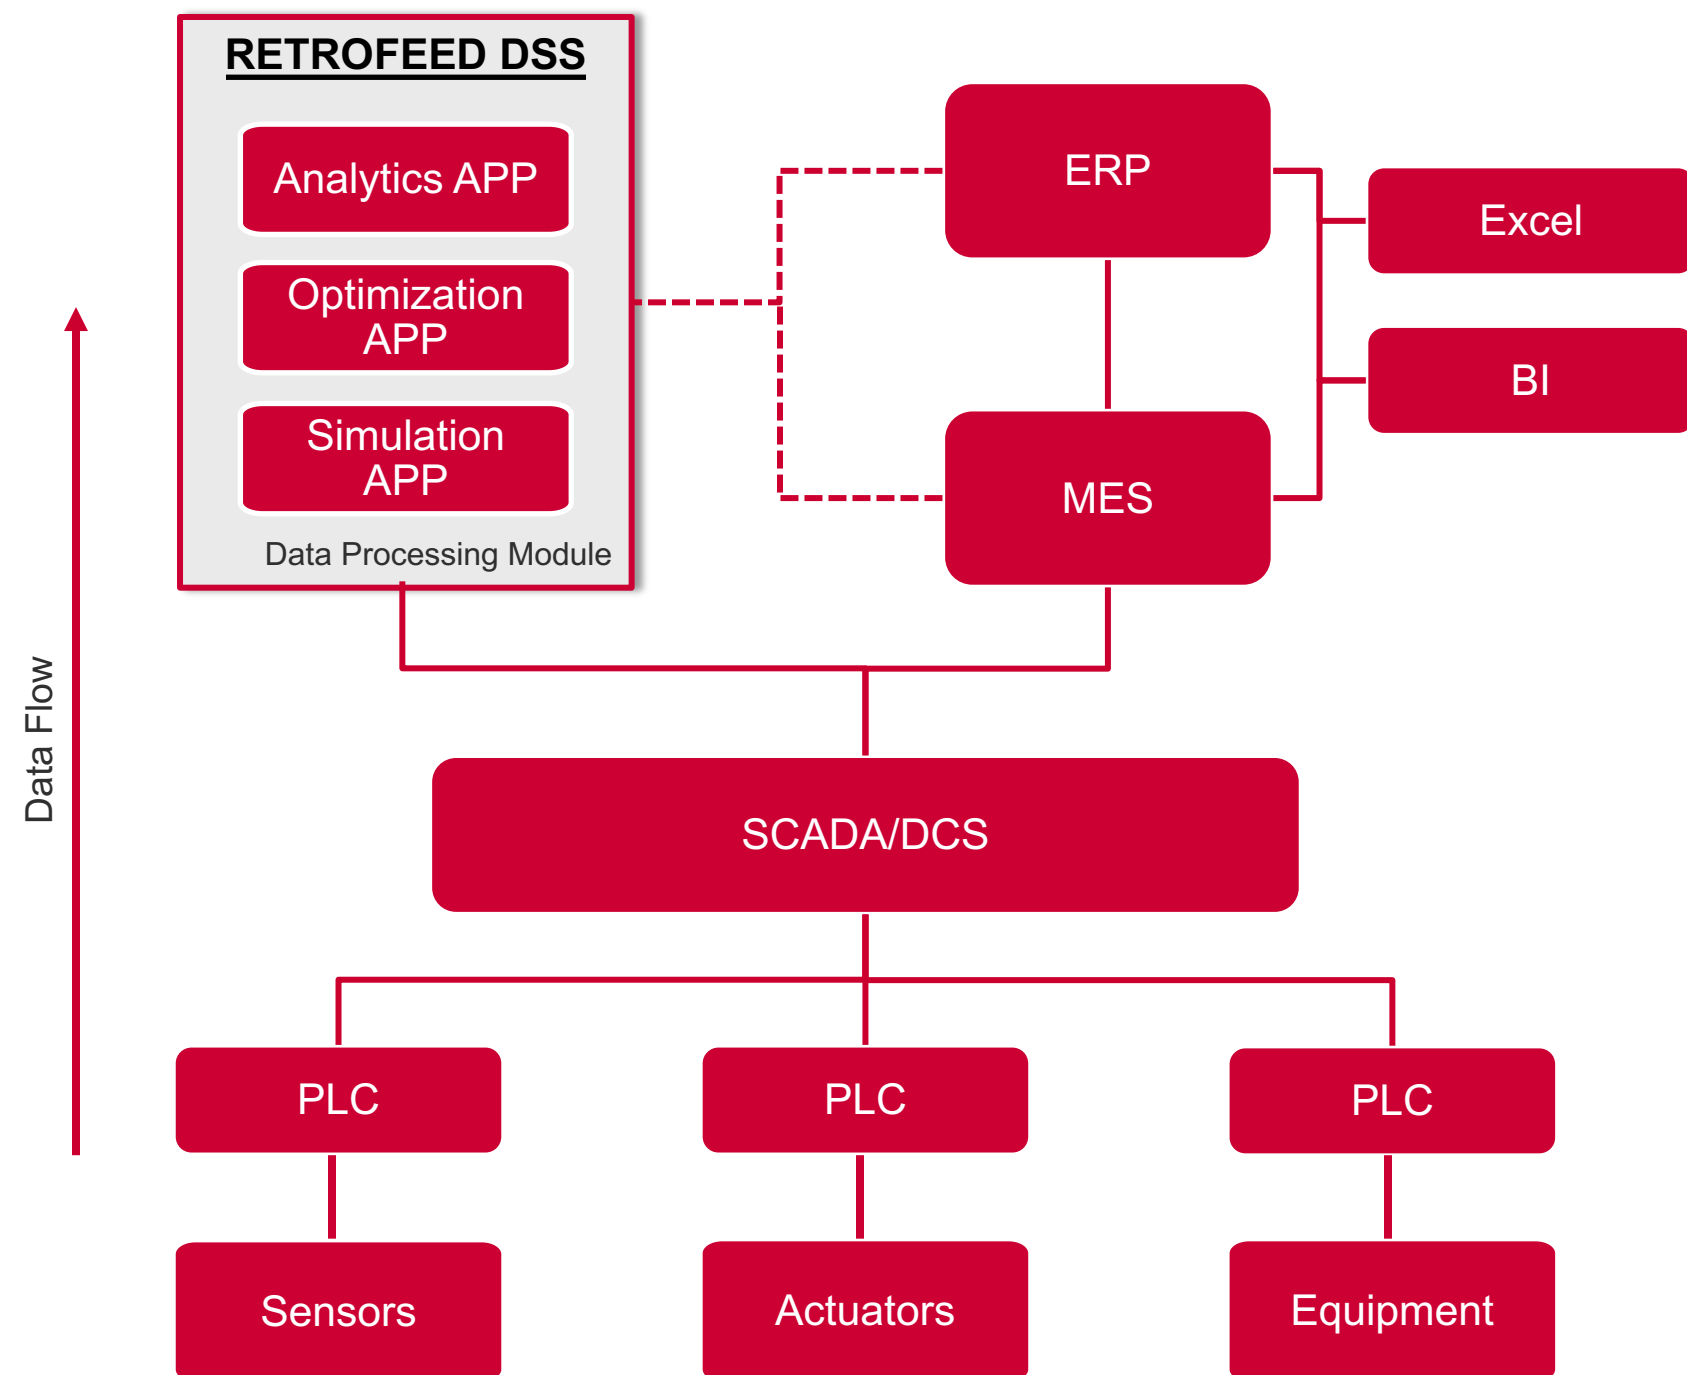 RETROFEED DSS
Analytics APP
Optimization
APP
Simulation
APP
Data Processing Module
ERP
MES
Excel
BI
Data Flow
SCADA/DCS
PLC
PLC
PLC
Sensors
Actuators
Equipment